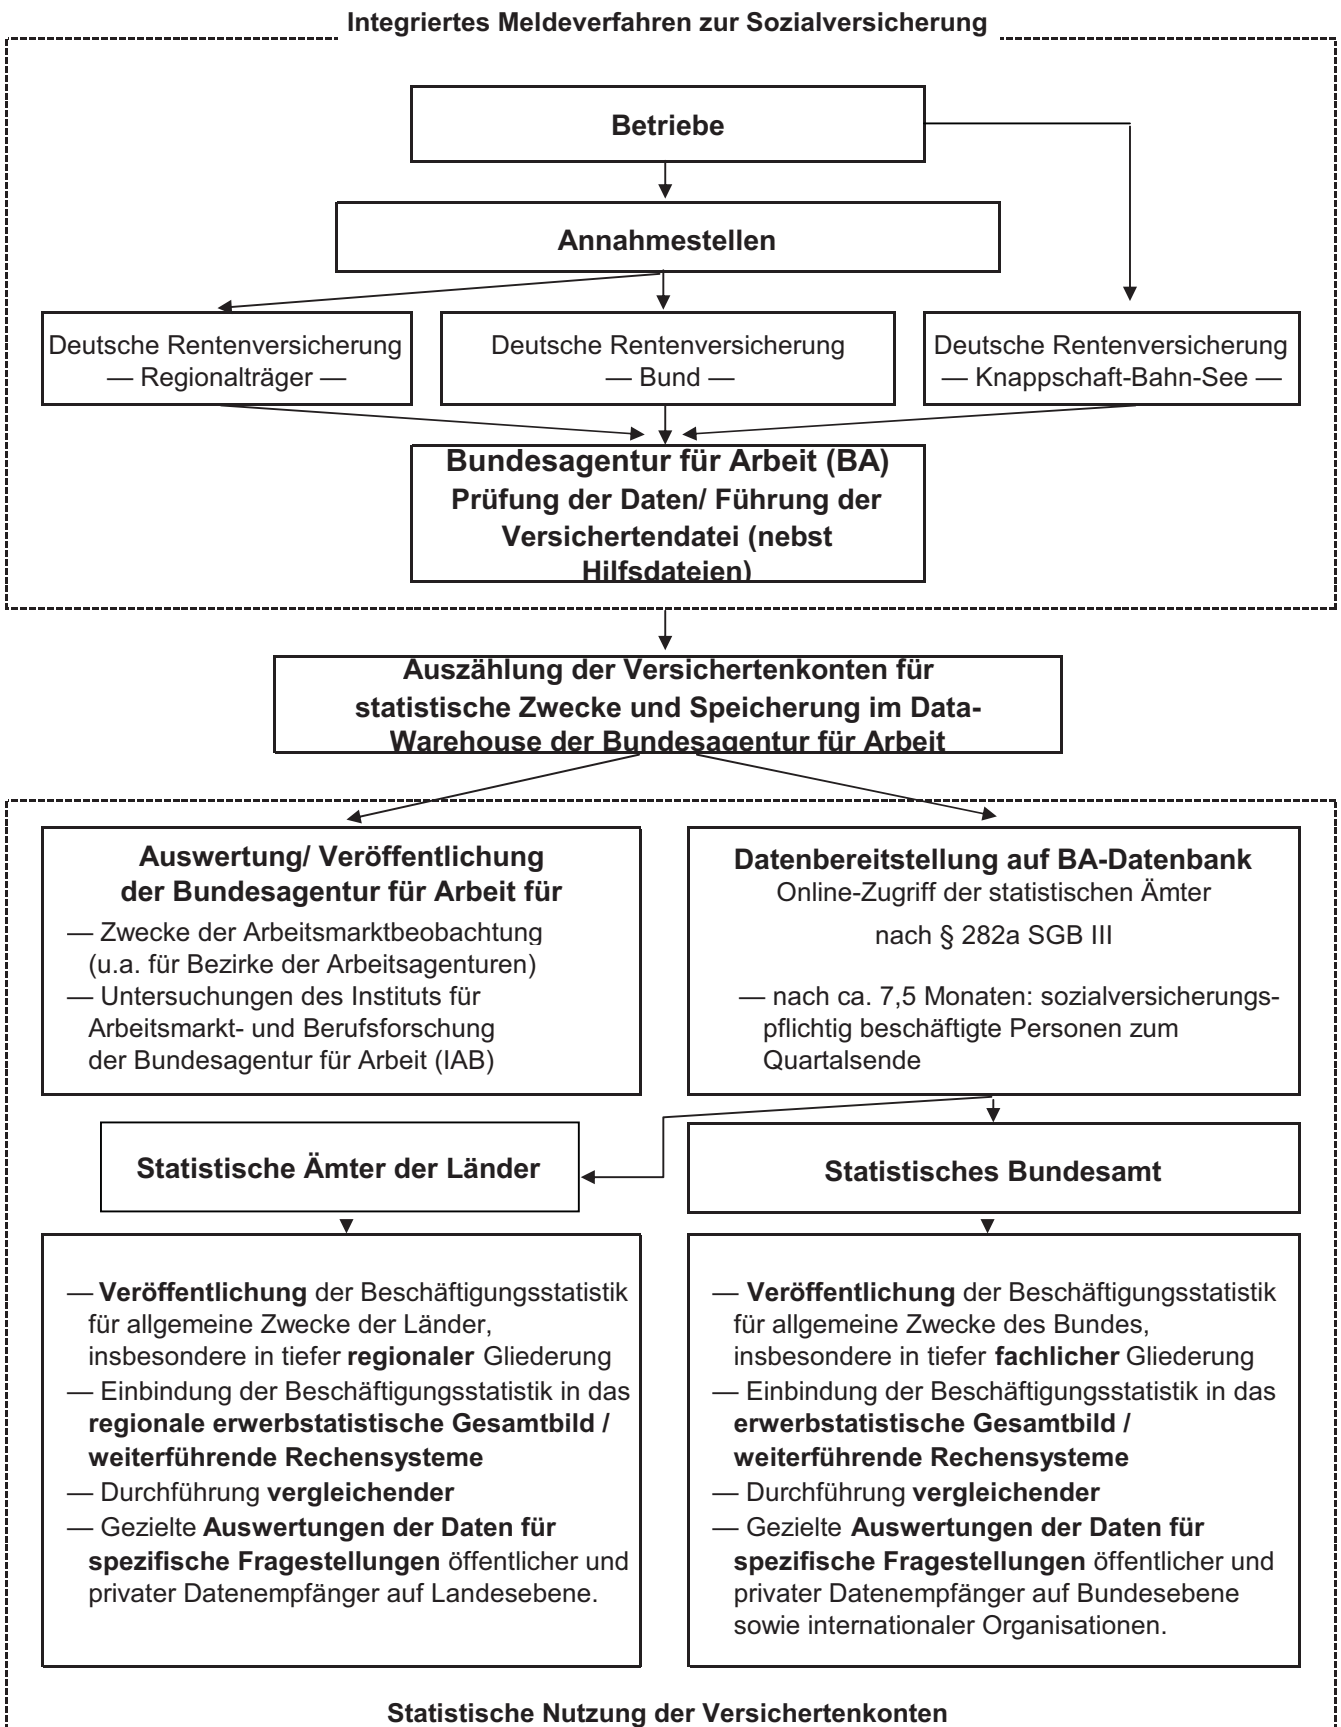 Integriertes Meldeverfahren zur Sozialversicherung
Betriebe
Annahmestellen
Deutsche Rentenversicherung
— Regionalträger —
Deutsche Rentenversicherung
— Bund —
Deutsche Rentenversicherung
— Knappschaft-Bahn-See —
Bundesagentur für Arbeit (BA)
Prüfung der Daten/ Führung der
Versichertendatei (nebst
Hilfsdateien)
Auszählung der Versichertenkonten für
statistische Zwecke und Speicherung im Data-
Warehouse der Bundesagentur für Arbeit
Auswertung/ Veröffentlichung
der Bundesagentur für Arbeit für
— Zwecke der Arbeitsmarktbeobachtung
(u.a. für Bezirke der Arbeitsagenturen)
— Untersuchungen des Instituts für
Arbeitsmarkt- und Berufsforschung
der Bundesagentur für Arbeit (IAB)
Datenbereitstellung auf BA-Datenbank
Online-Zugriff der statistischen Ämter
nach § 282a SGB III
— nach ca. 7,5 Monaten: sozialversicherungs-
pflichtig beschäftigte Personen zum
Quartalsende
Statistische Ämter der Länder
Statistisches Bundesamt
— Veröffentlichung der Beschäftigungsstatistik
für allgemeine Zwecke der Länder,
insbesondere in tiefer regionaler Gliederung
— Einbindung der Beschäftigungsstatistik in das
regionale erwerbstatistische Gesamtbild /
weiterführende Rechensysteme
— Durchführung vergleichender
— Gezielte Auswertungen der Daten für
spezifische Fragestellungen öffentlicher und
privater Datenempfänger auf Landesebene.
— Veröffentlichung der Beschäftigungsstatistik
für allgemeine Zwecke des Bundes,
insbesondere in tiefer fachlicher Gliederung
— Einbindung der Beschäftigungsstatistik in das
erwerbstatistische Gesamtbild /
weiterführende Rechensysteme
— Durchführung vergleichender
— Gezielte Auswertungen der Daten für
spezifische Fragestellungen öffentlicher und
privater Datenempfänger auf Bundesebene
sowie internationaler Organisationen.
Statistische Nutzung der Versichertenkonten